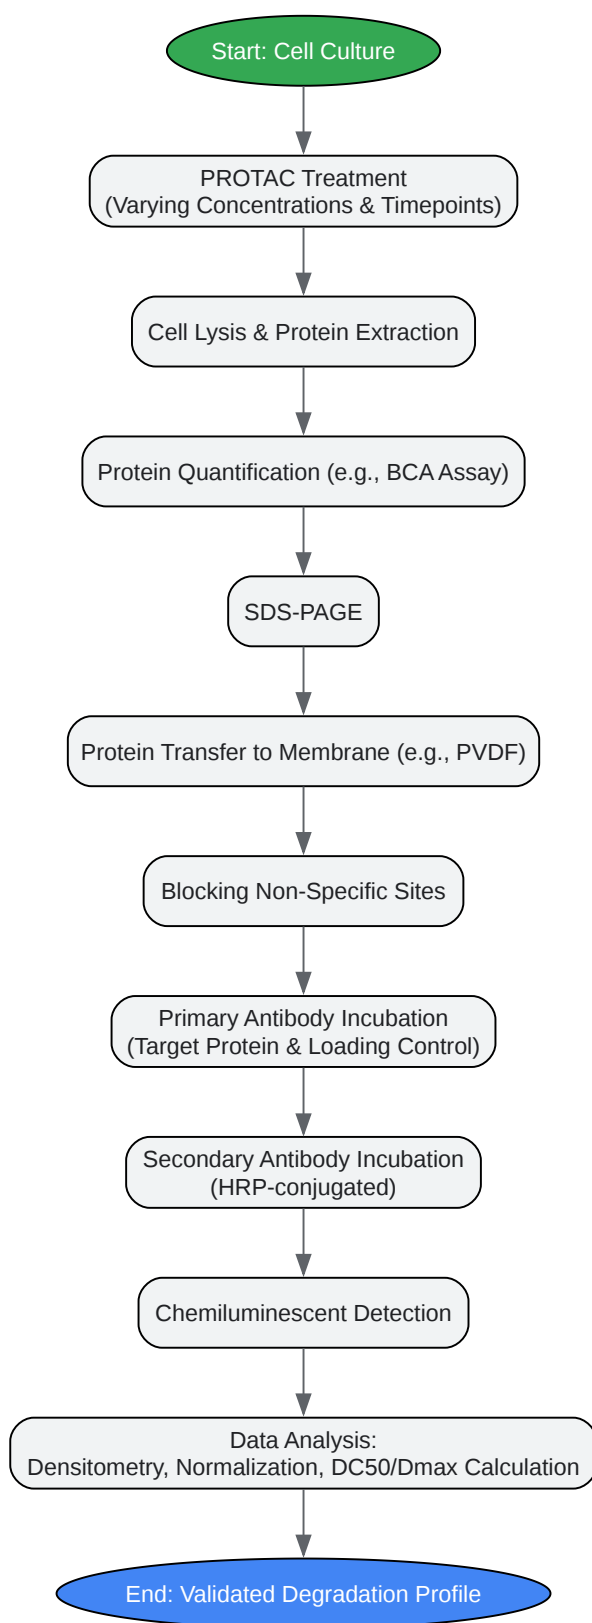 Start: Cell Culture
PROTAC Treatment
(Varying Concentrations & Timepoints)
Cell Lysis & Protein Extraction
Protein Quantification (e.g., BCA Assay)
SDS-PAGE
Protein Transfer to Membrane (e.g., PVDF)
Blocking Non-Specific Sites
Primary Antibody Incubation
(Target Protein & Loading Control)
Secondary Antibody Incubation
(HRP-conjugated)
Chemiluminescent Detection
Data Analysis:
Densitometry, Normalization, DC50/Dmax Calculation
End: Validated Degradation Profile